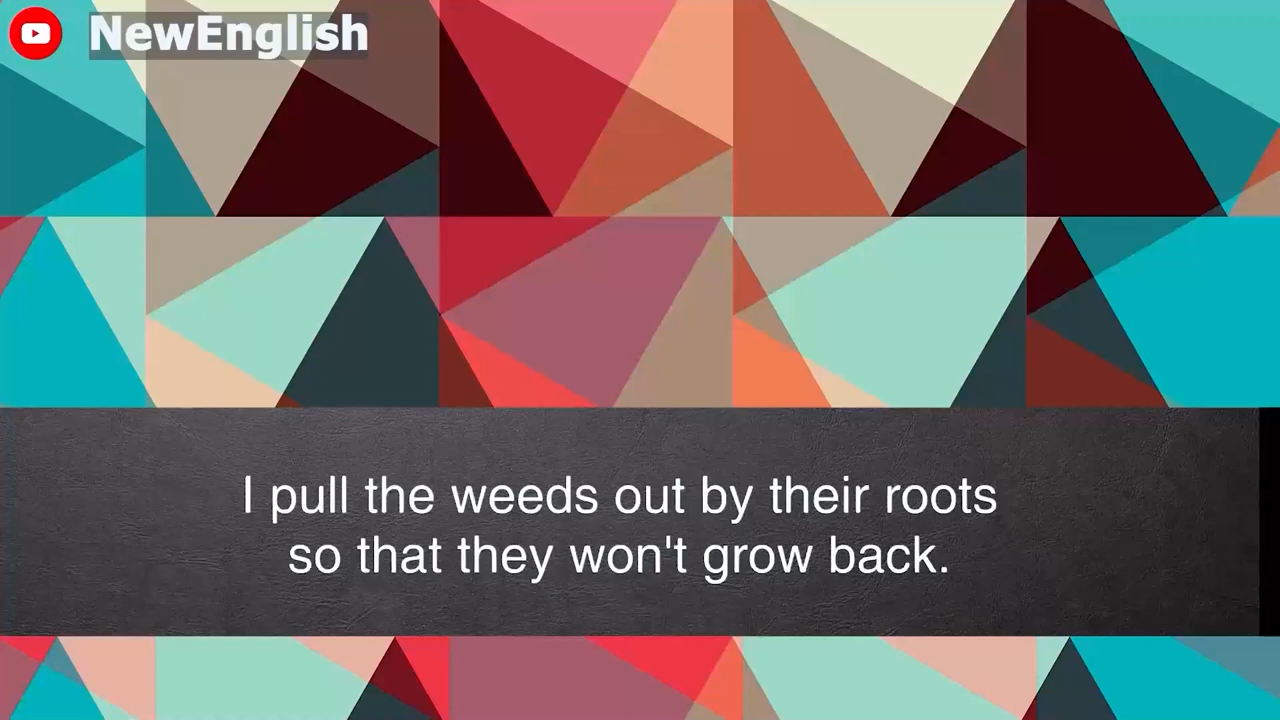 NewEnglish
I pull the weeds out by their roots
so that they won't grow back.